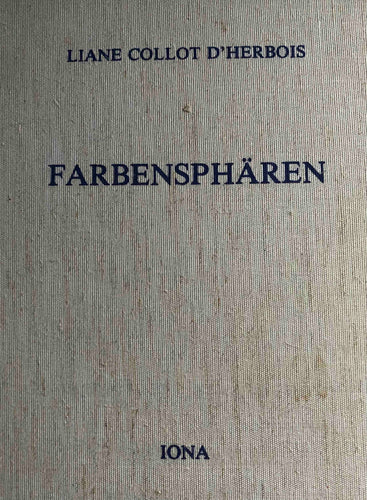 LIANE COLLOT D'HERBOIS
FARBENSPHÄREN
IONA